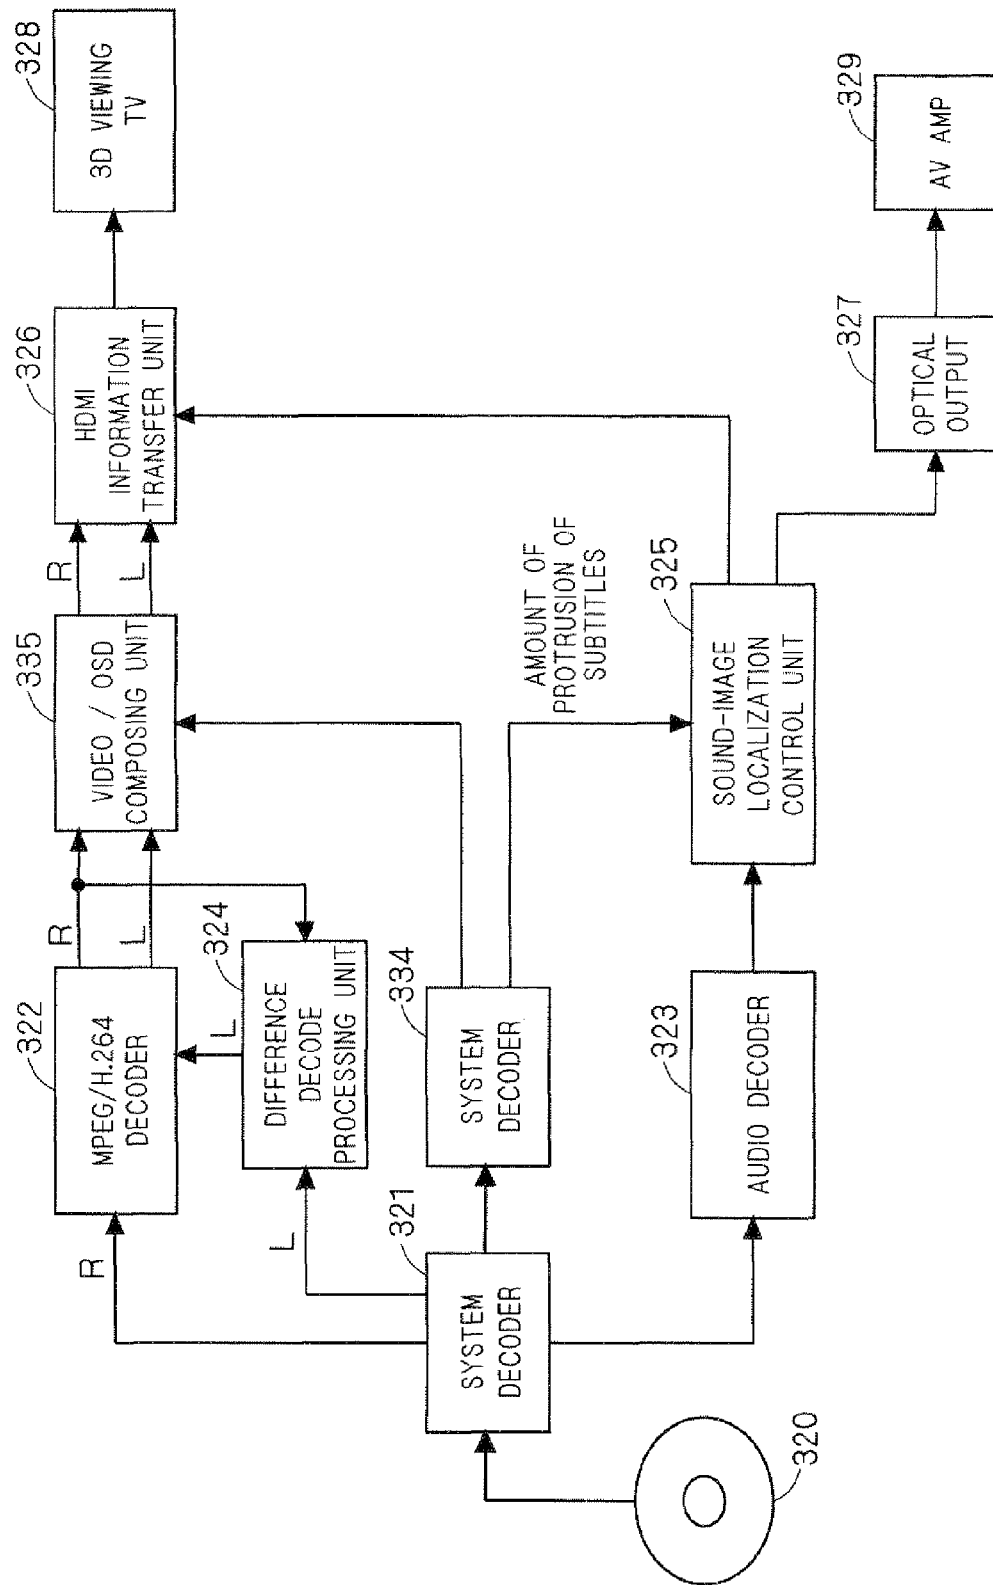 R
322
MPEG/H.264
DECODER
R
L
335
VIDEO / OSD
COMPOSING UNIT
R
L
326
HDMI
INFORMATION
TRANSFER UNIT
328
3D VIEWING
TV
L
324
DIFFERENCE
DECODE
PROCESSING UNIT
L
321
SYSTEM
DECODER
334
SYSTEM
DECODER
AMOUNT OF
PROTRUSION OF
SUBTITLES
320
323
AUDIO DECODER
325
SOUND-IMAGE
LOCALIZATION
CONTROL UNIT
327
OPTICAL
OUTPUT
329
AV AMP